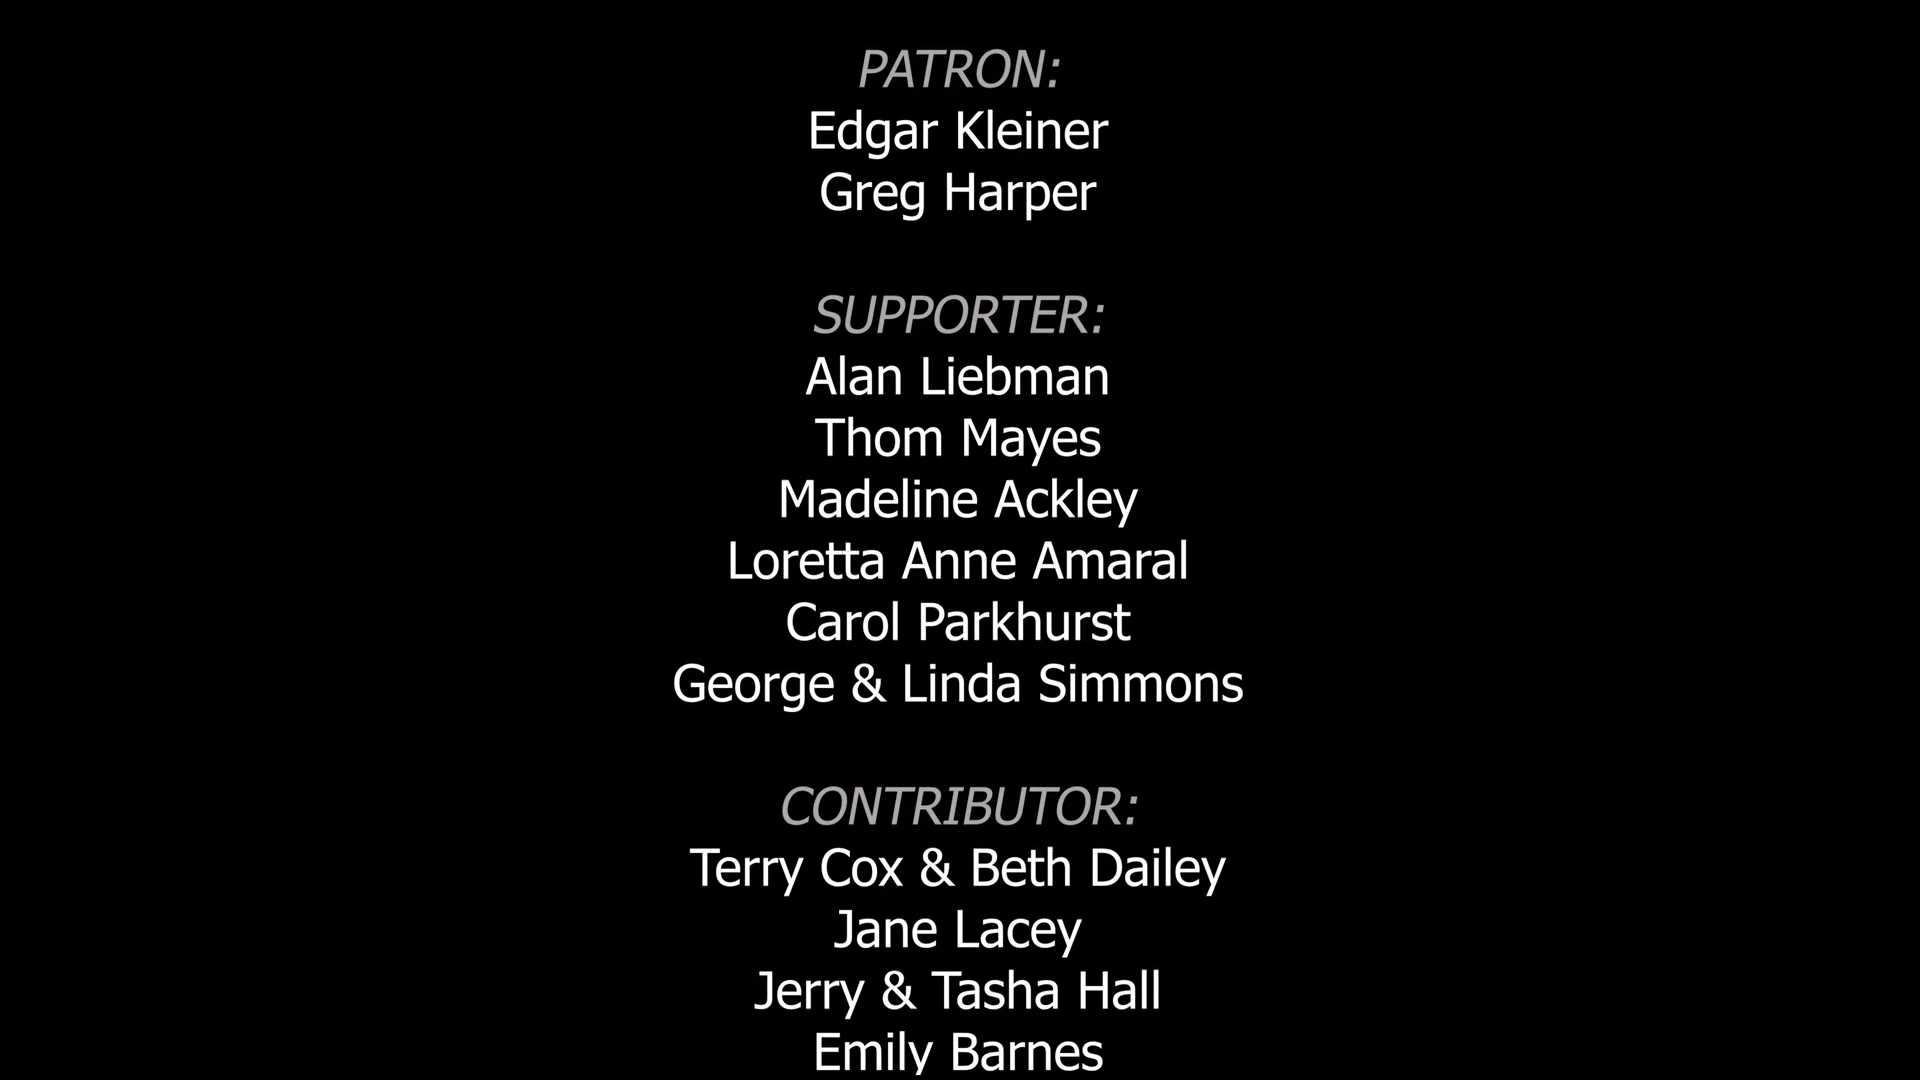 PATRON:
Edgar Kleiner
Greg Harper
SUPPORTER:
Alan Liebman
Thom Mayes
Madeline Ackley
Loretta Anne Amaral
Carol Parkhurst
George & Linda Simmons
CONTRIBUTOR:
Terry Cox & Beth Dailey
Jane Lacey
Jerry & Tasha Hall
Emily Barnes